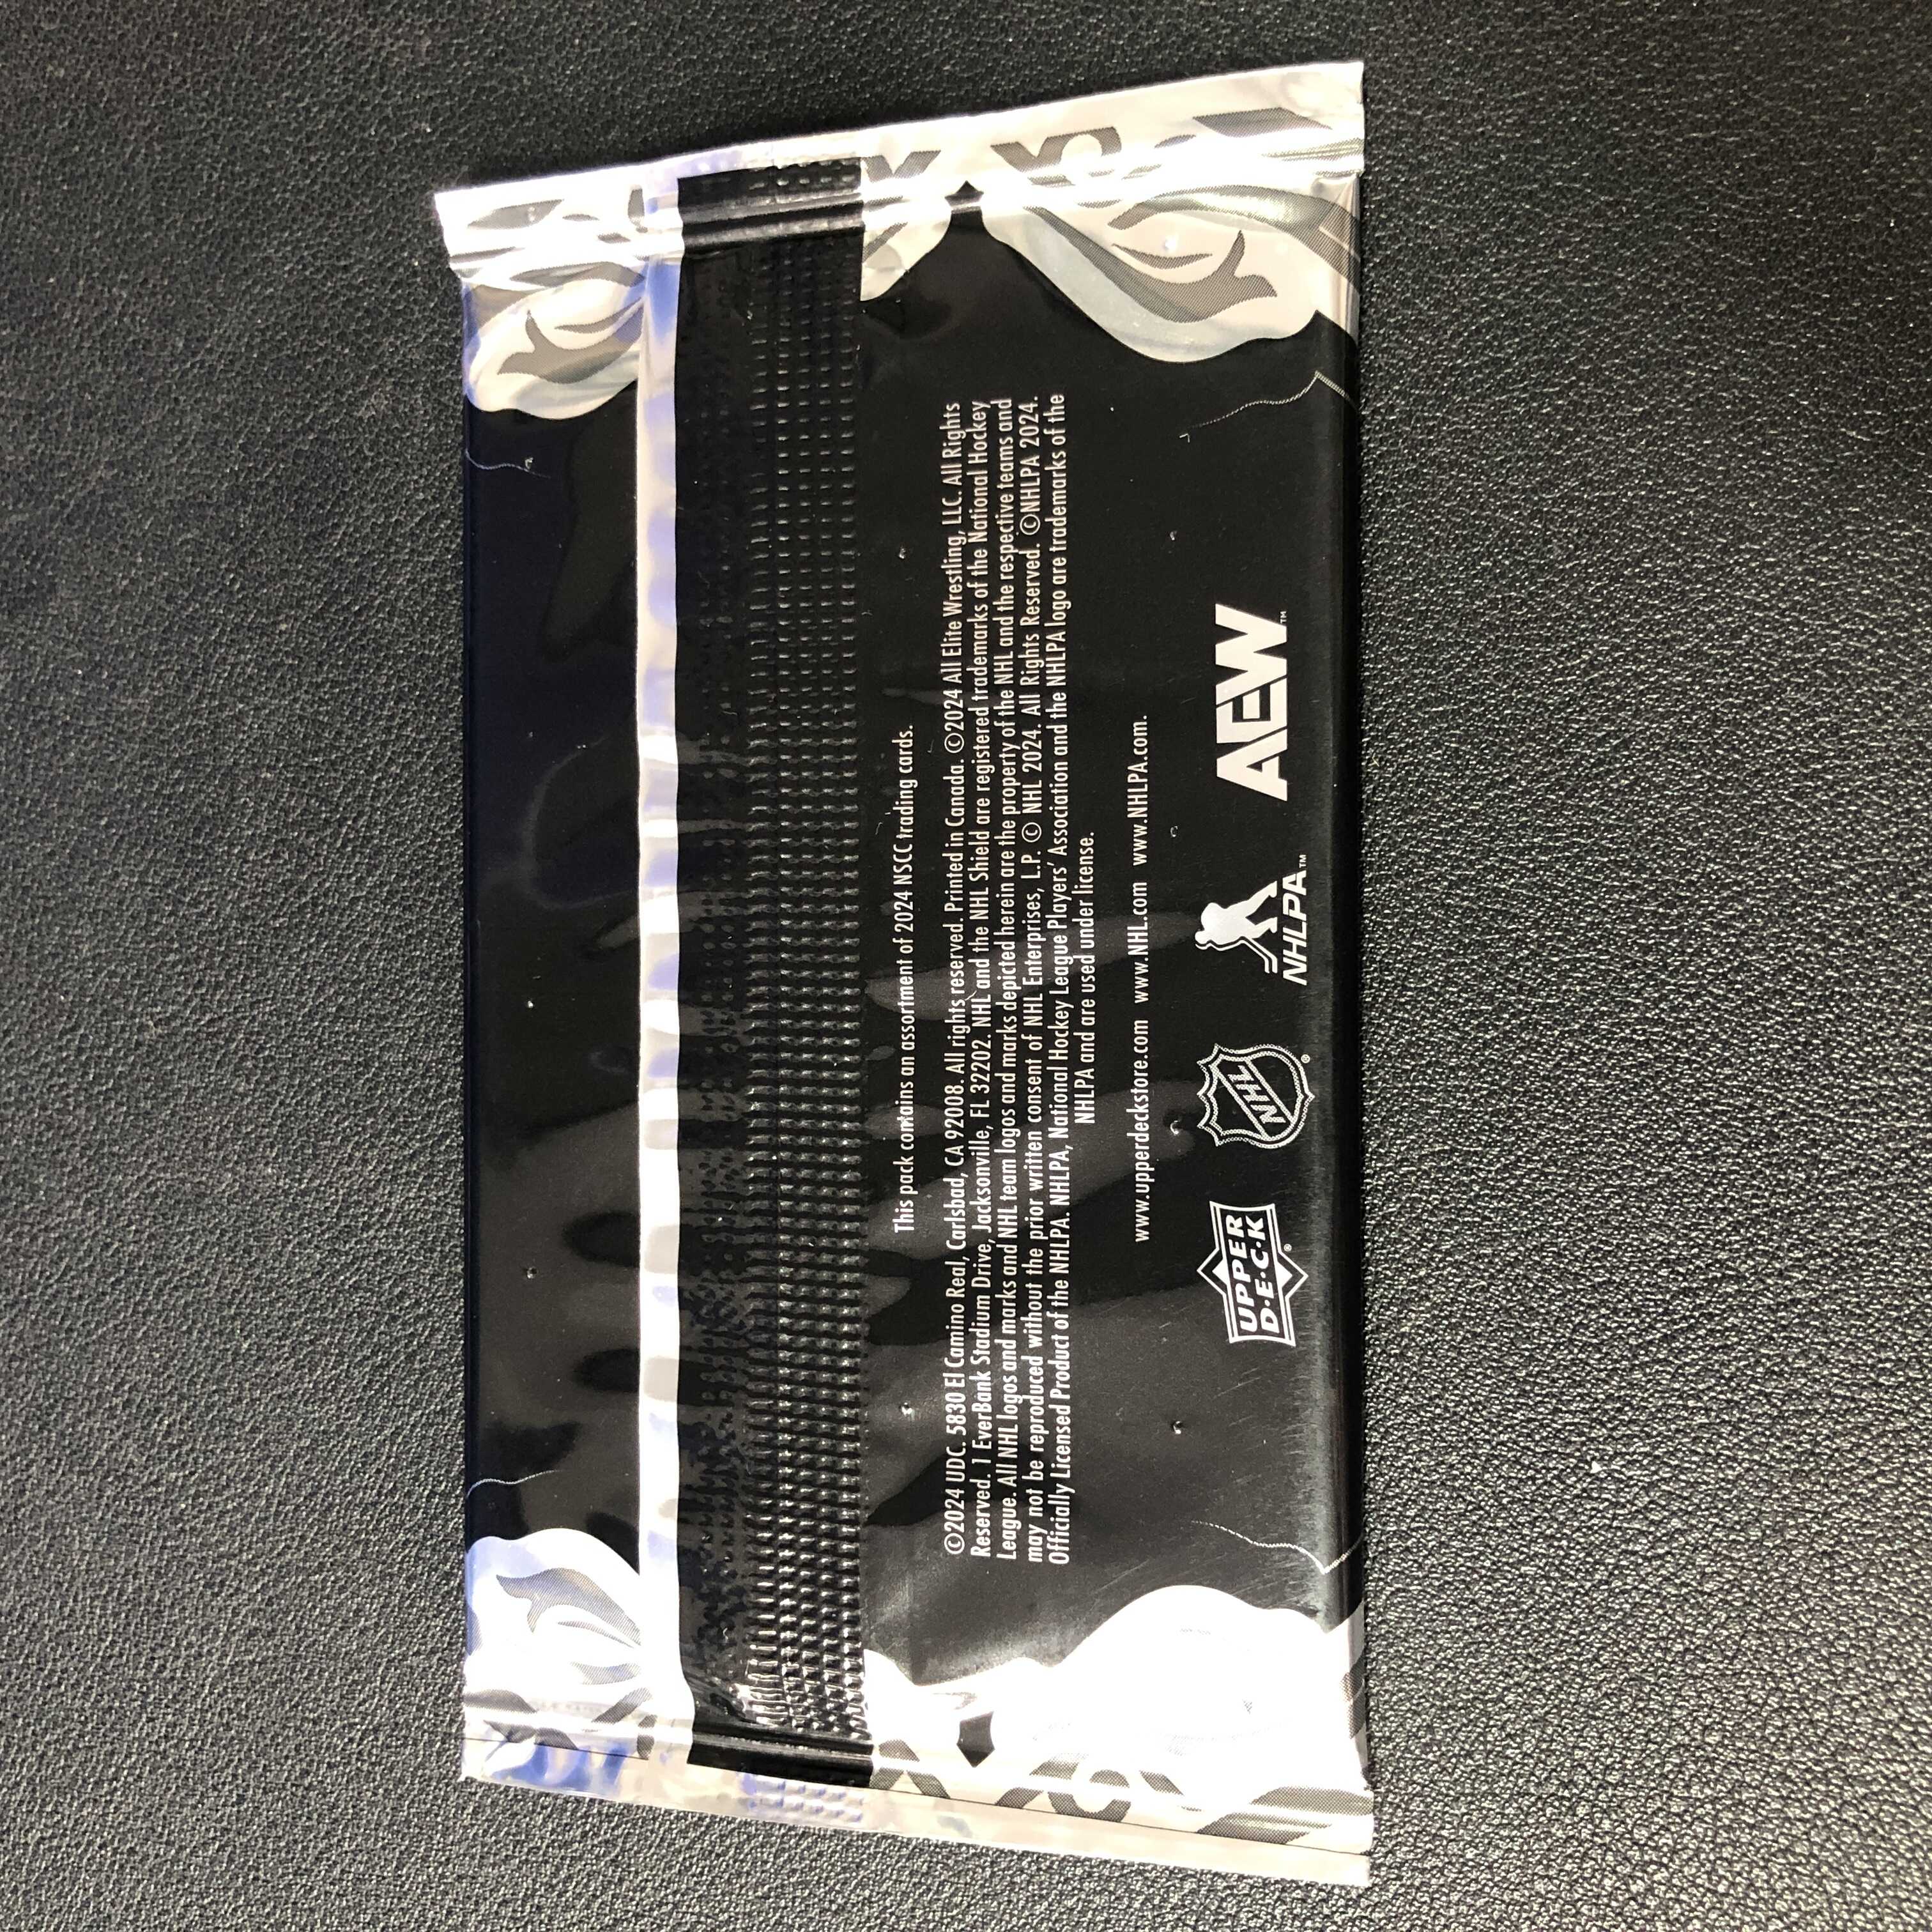 This pack contains an assortment of 2024 NSCC trading cards.
©2024 UDC. 5830 El Camino Real, Carlsbad, CA 92008. All rights reserved. Printed in Canada. ©2024 All Elite Wrestling, LLC. All Rights
Reserved. 1 EverBank Stadium Drive, Jacksonville, FL 32202. NHL and the NHL Shield are registered trademarks of the National Hockey
League. All NHL logos and marks and NHL team logos and marks depicted herein are the property of the NHL and the respective teams and
may not be reproduced without the prior written consent of NHL Enterprises, L.P. © NHL 2024. All Rights Reserved. ©NHLPA 2024.
Officially Licensed Product of the NHLPA. NHLPA, National Hockey League Players' Association and the NHLPA logo are trademarks of the
NHLPA and are used under license.
www.upperdeckstore.com www.NHL.com www.NHLPA.com.
UPPER
D·E·C·K®
NHL®
NHLPA™
AEW™